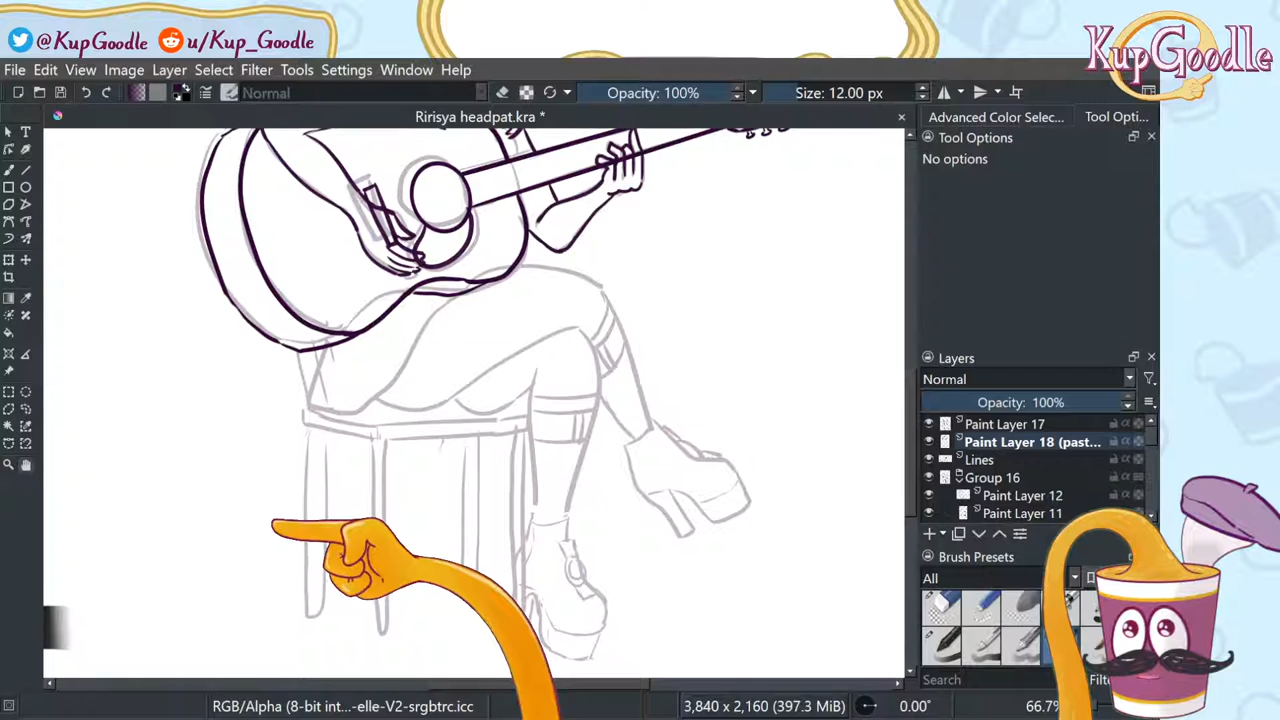 @KupGoodle u/Kup_Goodle
KupGoodle
File Edit View Image Layer Select Filter Tools Settings Window Help
Normal
Opacity: 100%
Size: 12.00 px
Ririsya headpat.kra *
Advanced Color Selec...
Tool Opti...
Tool Options
No options
Layers
Normal
Opacity: 100%
Paint Layer 17
Paint Layer 18 (past...
Lines
Group 16
Paint Layer 12
Paint Layer 11
Brush Presets
All
Search
RGB/Alpha (8-bit int...-elle-V2-srgbtrc.icc
3,840 x 2,160 (397.3 MiB)
0.00°
66.7%